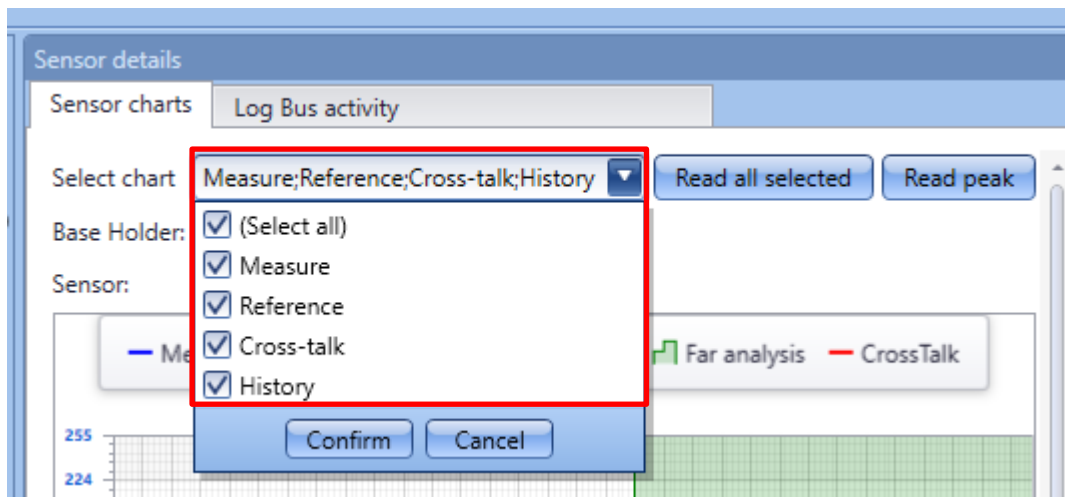 Sensor details
Sensor charts
Log Bus activity
Select chart
Measure;Reference;Cross-talk;History
Read all selected
Read peak
Base Holder:
(Select all)
Measure
Sensor:
Reference
Cross-talk
Far analysis
CrossTalk
History
Confirm
Cancel
255
224